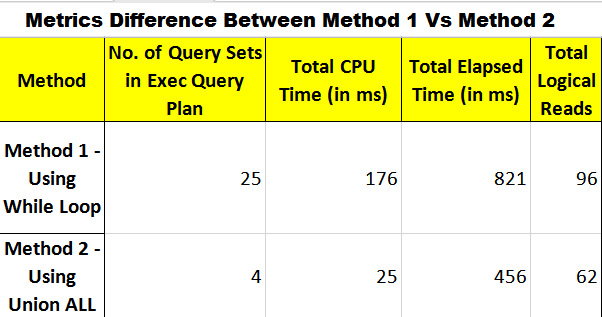 Metrics Difference Between Method 1 Vs Method 2
Method
No. of Query Sets
in Exec Query
Plan
Total CPU
Time (in ms)
Total Elapsed
Time (in ms)
Total
Logical
Reads
Method 1 -
Using
While Loop
25
176
821
96
Method 2 -
Using
Union ALL
4
25
456
62